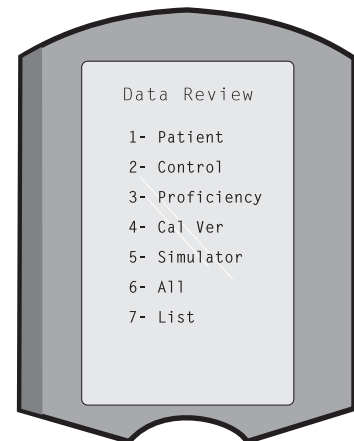 Data Review
1- Patient
2- Control
3- Proficiency
4- Cal Ver
5- Simulator
6- All
7- List